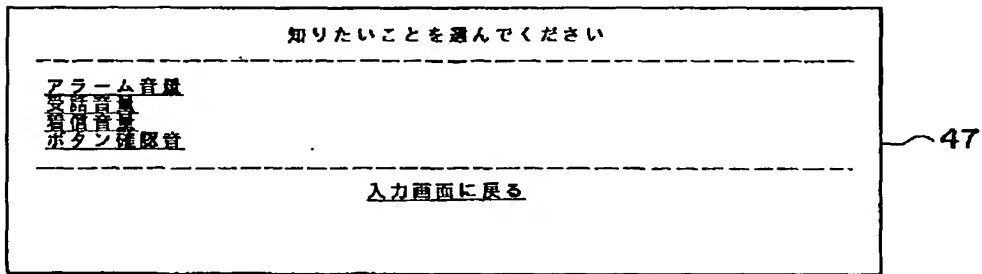 知りたいことを選んでください
アラーム音量
受話音量
着信音量
ボタン確認音
入力画面に戻る
47